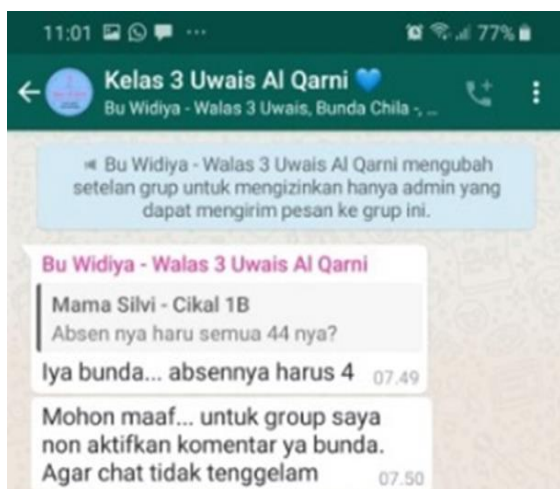 11:01 ... 77%
Kelas 3 Uwais Al Qarni 💙
Bu Widiya - Walas 3 Uwais, Bunda Chila -, ...
Bu Widiya - Walas 3 Uwais Al Qarni mengubah
setelan grup untuk mengizinkan hanya admin yang
dapat mengirim pesan ke grup ini.
Bu Widiya - Walas 3 Uwais Al Qarni
Mama Silvi - Cikal 1B
Absen nya haru semua 44 nya?
Iya bunda... absennya harus 4 07.49
Mohon maaf... untuk group saya
non aktifkan komentar ya bunda.
Agar chat tidak tenggelam 07.50